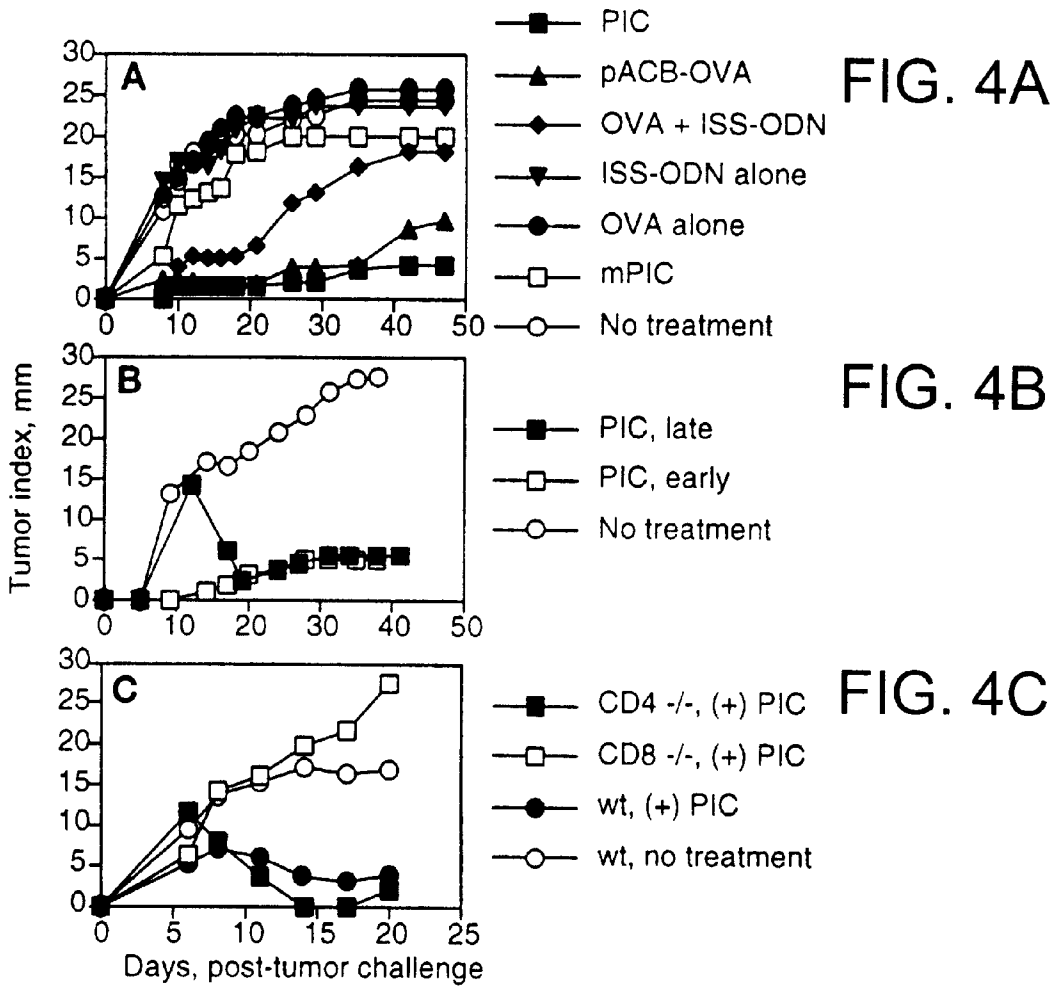 A
30
25
20
15
10
5
0
0 10 20 30 40 50
PIC
pACB-OVA
OVA + ISS-ODN
ISS-ODN alone
OVA alone
mPIC
No treatment
FIG. 4A
Tumor index, mm
B
30
25
20
15
10
5
0
0 10 20 30 40 50
PIC, late
PIC, early
No treatment
FIG. 4B
C
30
25
20
15
10
5
0
0 5 10 15 20 25
Days, post-tumor challenge
CD4 -/-, (+) PIC
CD8 -/-, (+) PIC
wt, (+) PIC
wt, no treatment
FIG. 4C